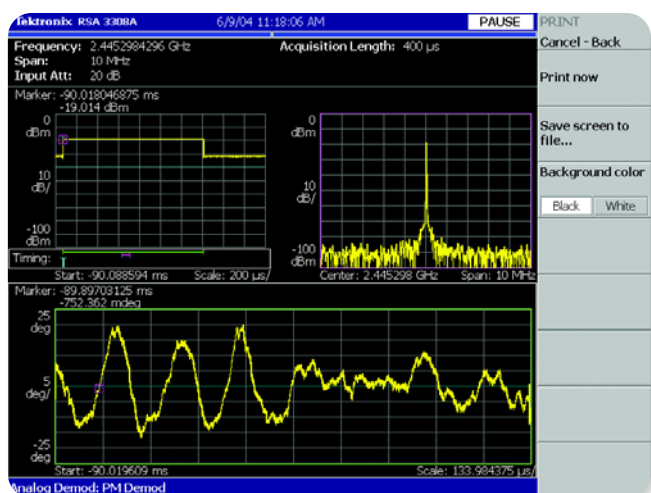 Tektronix RSA 3308A 6/9/04 11:18:06 AM PAUSE
PRINT
Cancel - Back
Print now
Save screen to
file...
Background color
Black White
Frequency: 2.4452984296 GHz Acquisition Length: 400 µs
Span: 10 MHz
Input Att: 20 dB
Marker: -90.018046875 ms
-19.014 dBm
0
dBm
10
dB/
-100
dBm
Timing:
Start: -90.088594 ms Scale: 200 µs/
0
dBm
10
dB/
-100
dBm
Center: 2.445298 GHz Span: 10 MHz
Marker: -89.89703125 ms
-752.362 mdeg
25
deg
5
deg/
-25
deg
Start: -90.019609 ms Scale: 133.984375 µs/
Analog Demod: PM Demod